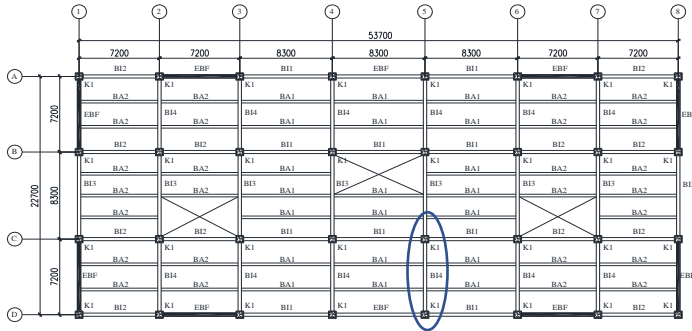 1 2 3 4 5 6 7 8
53700
7200 7200 8300 8300 8300 7200 7200
BI2 EBF BI1 EBF BI1 EBF BI2
A
K1 K1 K1 K1 K1 K1 K1 K1
BA2 BA2 BA1 BA1 BA1 BA2 BA2
7200
EBF BI4 BI4 BI4 BI4 BI4 BI4
BA2 BA2 BA1 BA1 BA1 BA2 BA2
BI2 BI2 BI1 BI1 BI1 BI2 BI2
B
K1 K1 K1 K1 K1 K1 K1 K1
BA2 BA2 BA1 BA1 BA2 BA2
BI3 BI3 BI3 BI3 BI3 BI3 BI3
BA2 BA2 BA1 BA1 BA1 BA2 BA2
22700
8300
BA2 BA1 BA1 BA1 BA2
BI2 BI2 BI1 BI1 BI1 BI2 BI2
C
K1 K1 K1 K1 K1 K1 K1 K1
BA2 BA2 BA1 BA1 BA1 BA2 BA2
7200
EBF BI4 BI4 BI4 BI4 BI4 BI4
BA2 BA2 BA1 BA1 BA1 BA2 BA2
K1 K1 K1 K1 K1 K1 K1 K1
BI2 EBF BI1 EBF BI1 EBF BI2
D